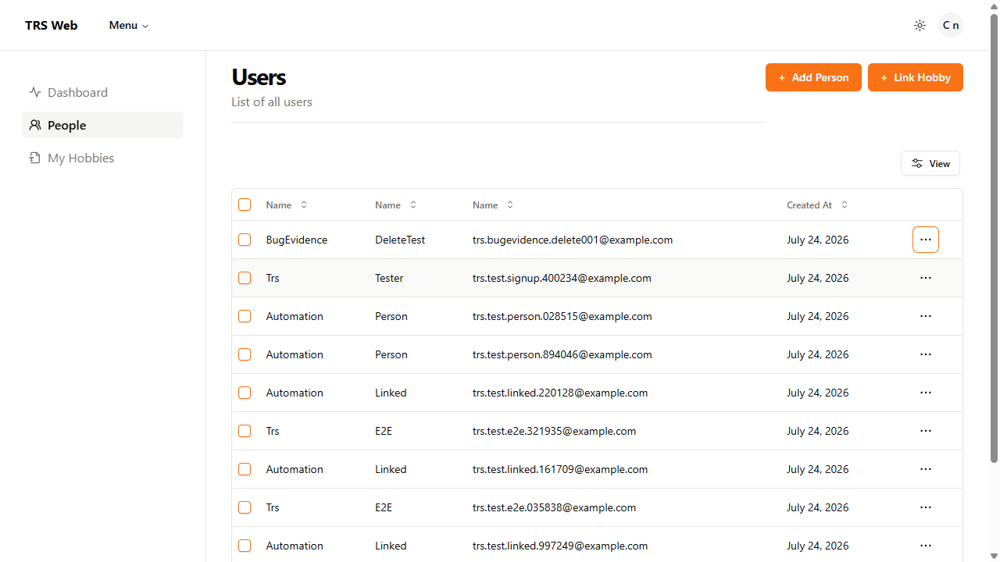 TRS Web Menu C n
Dashboard
People
My Hobbies
Users
List of all users
+ Add Person + Link Hobby
View
Name Name Name Created At
BugEvidence DeleteTest trs.bugevidence.delete001@example.com July 24, 2026 ···
Trs Tester trs.test.signup.400234@example.com July 24, 2026 ···
Automation Person trs.test.person.028515@example.com July 24, 2026 ···
Automation Person trs.test.person.894046@example.com July 24, 2026 ···
Automation Linked trs.test.linked.220128@example.com July 24, 2026 ···
Trs E2E trs.test.e2e.321935@example.com July 24, 2026 ···
Automation Linked trs.test.linked.161709@example.com July 24, 2026 ···
Trs E2E trs.test.e2e.035838@example.com July 24, 2026 ···
Automation Linked trs.test.linked.997249@example.com July 24, 2026 ···